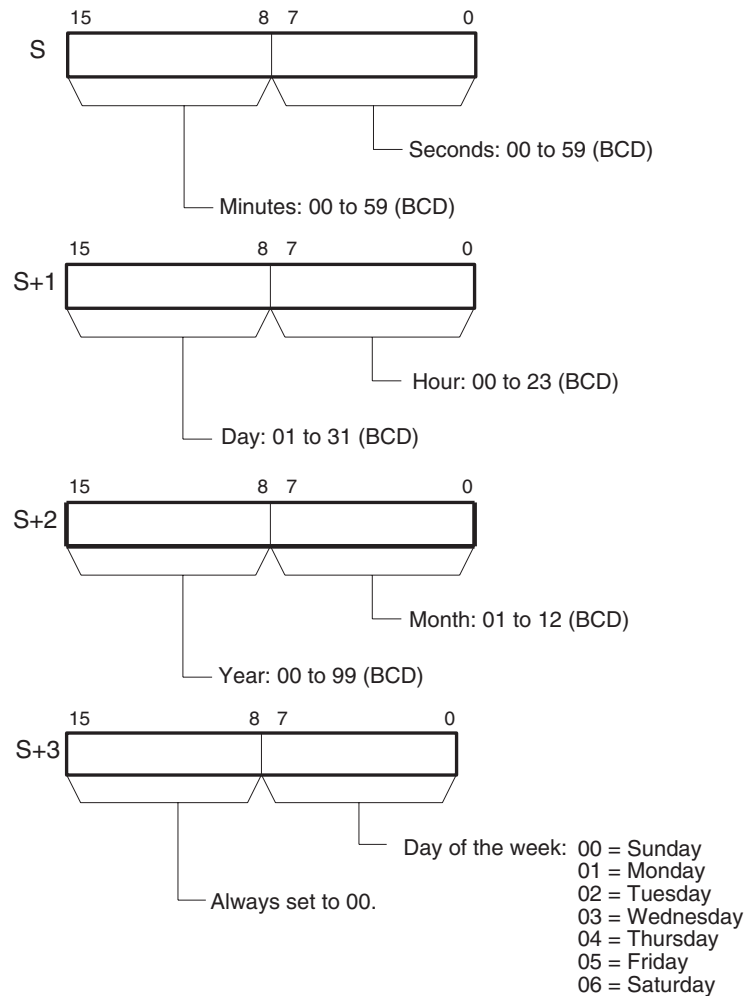 15 8 7 0
S
Seconds: 00 to 59 (BCD)
Minutes: 00 to 59 (BCD)
15 8 7 0
S+1
Hour: 00 to 23 (BCD)
Day: 01 to 31 (BCD)
15 8 7 0
S+2
Month: 01 to 12 (BCD)
Year: 00 to 99 (BCD)
15 8 7 0
S+3
Day of the week: 00 = Sunday
01 = Monday
02 = Tuesday
03 = Wednesday
04 = Thursday
05 = Friday
06 = Saturday
Always set to 00.